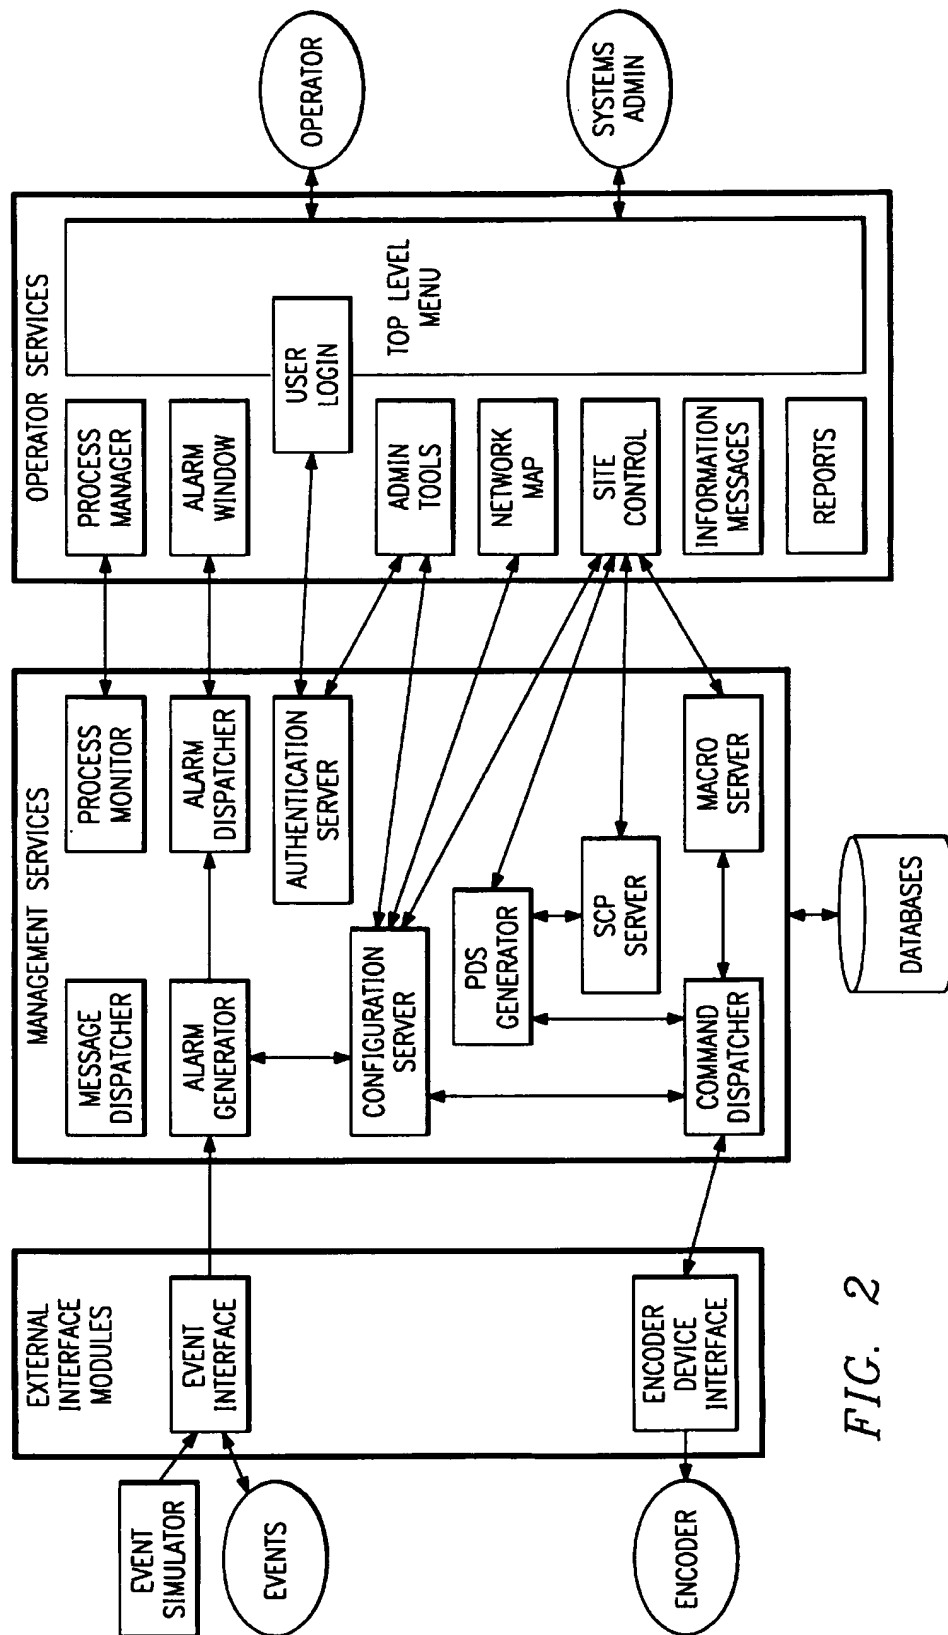 EVENT
SIMULATOR
EVENTS
ENCODER
EXTERNAL
INTERFACE
MODULES
EVENT
INTERFACE
ENCODER
DEVICE
INTERFACE
MANAGEMENT SERVICES
MESSAGE
DISPATCHER
PROCESS
MONITOR
ALARM
GENERATOR
ALARM
DISPATCHER
AUTHENTICATION
SERVER
CONFIGURATION
SERVER
PDS
GENERATOR
SCP
SERVER
COMMAND
DISPATCHER
MACRO
SERVER
DATABASES
OPERATOR SERVICES
PROCESS
MANAGER
ALARM
WINDOW
USER
LOGIN
ADMIN
TOOLS
NETWORK
MAP
SITE
CONTROL
INFORMATION
MESSAGES
REPORTS
TOP LEVEL
MENU
OPERATOR
SYSTEMS
ADMIN
FIG. 2